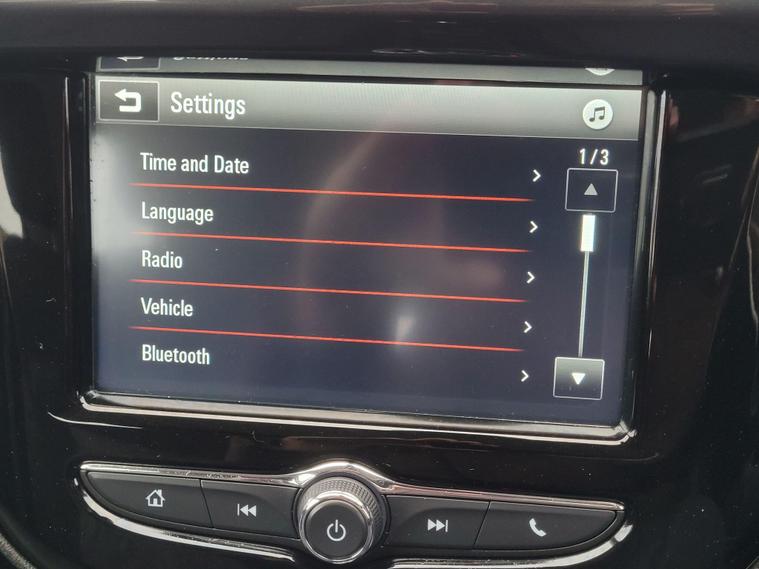 Settings
1/3
Time and Date
Language
Radio
Vehicle
Bluetooth